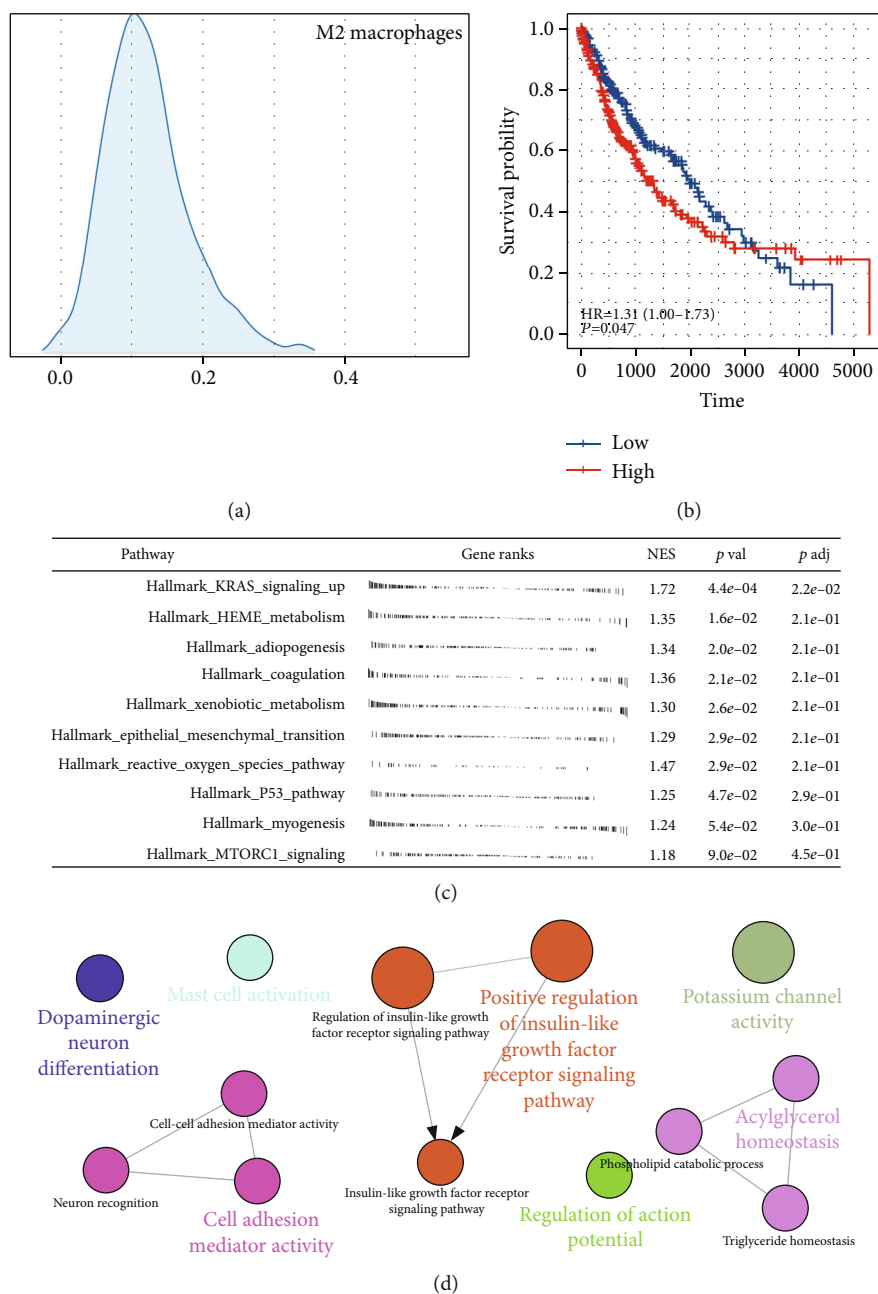 M2 macrophages
0.0 0.2 0.4
(a)
Survival probility
1.0
0.8
0.6
0.4
0.2
0.0
HR=1.31 (1.00–1.73)
P=0.047
0 1000 2000 3000 4000 5000
Time
Low
High
(b)
Pathway Gene ranks NES p val p adj
Hallmark_KRAS_signaling_up 1.72 4.4e–04 2.2e–02
Hallmark_HEME_metabolism 1.35 1.6e–02 2.1e–01
Hallmark_adiopogenesis 1.34 2.0e–02 2.1e–01
Hallmark_coagulation 1.36 2.1e–02 2.1e–01
Hallmark_xenobiotic_metabolism 1.30 2.6e–02 2.1e–01
Hallmark_epithelial_mesenchymal_transition 1.29 2.9e–02 2.1e–01
Hallmark_reactive_oxygen_species_pathway 1.47 2.9e–02 2.1e–01
Hallmark_P53_pathway 1.25 4.7e–02 2.9e–01
Hallmark_myogenesis 1.24 5.4e–02 3.0e–01
Hallmark_MTORC1_signaling 1.18 9.0e–02 4.5e–01
(c)
Dopaminergic
neuron
differentiation
Mast cell activation
Regulation of insulin-like growth
factor receptor signaling pathway
Positive regulation
of insulin-like
growth factor
receptor signaling
pathway
Potassium channel
activity
Cell-cell adhesion mediator activity
Neuron recognition
Cell adhesion
mediator activity
Insulin-like growth factor receptor
signaling pathway
Regulation of action
potential
Acylglycerol
homeostasis
Phospholipid catabolic process
Triglyceride homeostasis
(d)